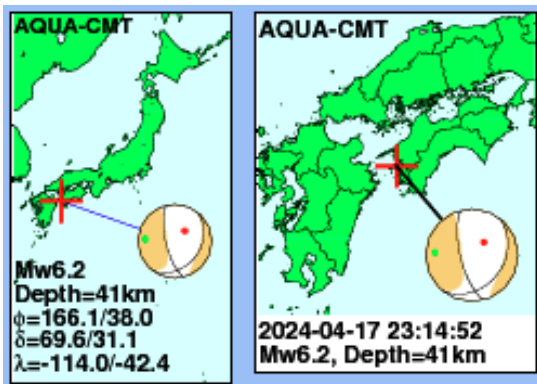 AQUA-CMT
Mw6.2
Depth=41km
ϕ=166.1/38.0
δ=69.6/31.1
λ=-114.0/-42.4
AQUA-CMT
2024-04-17 23:14:52
Mw6.2, Depth=41km